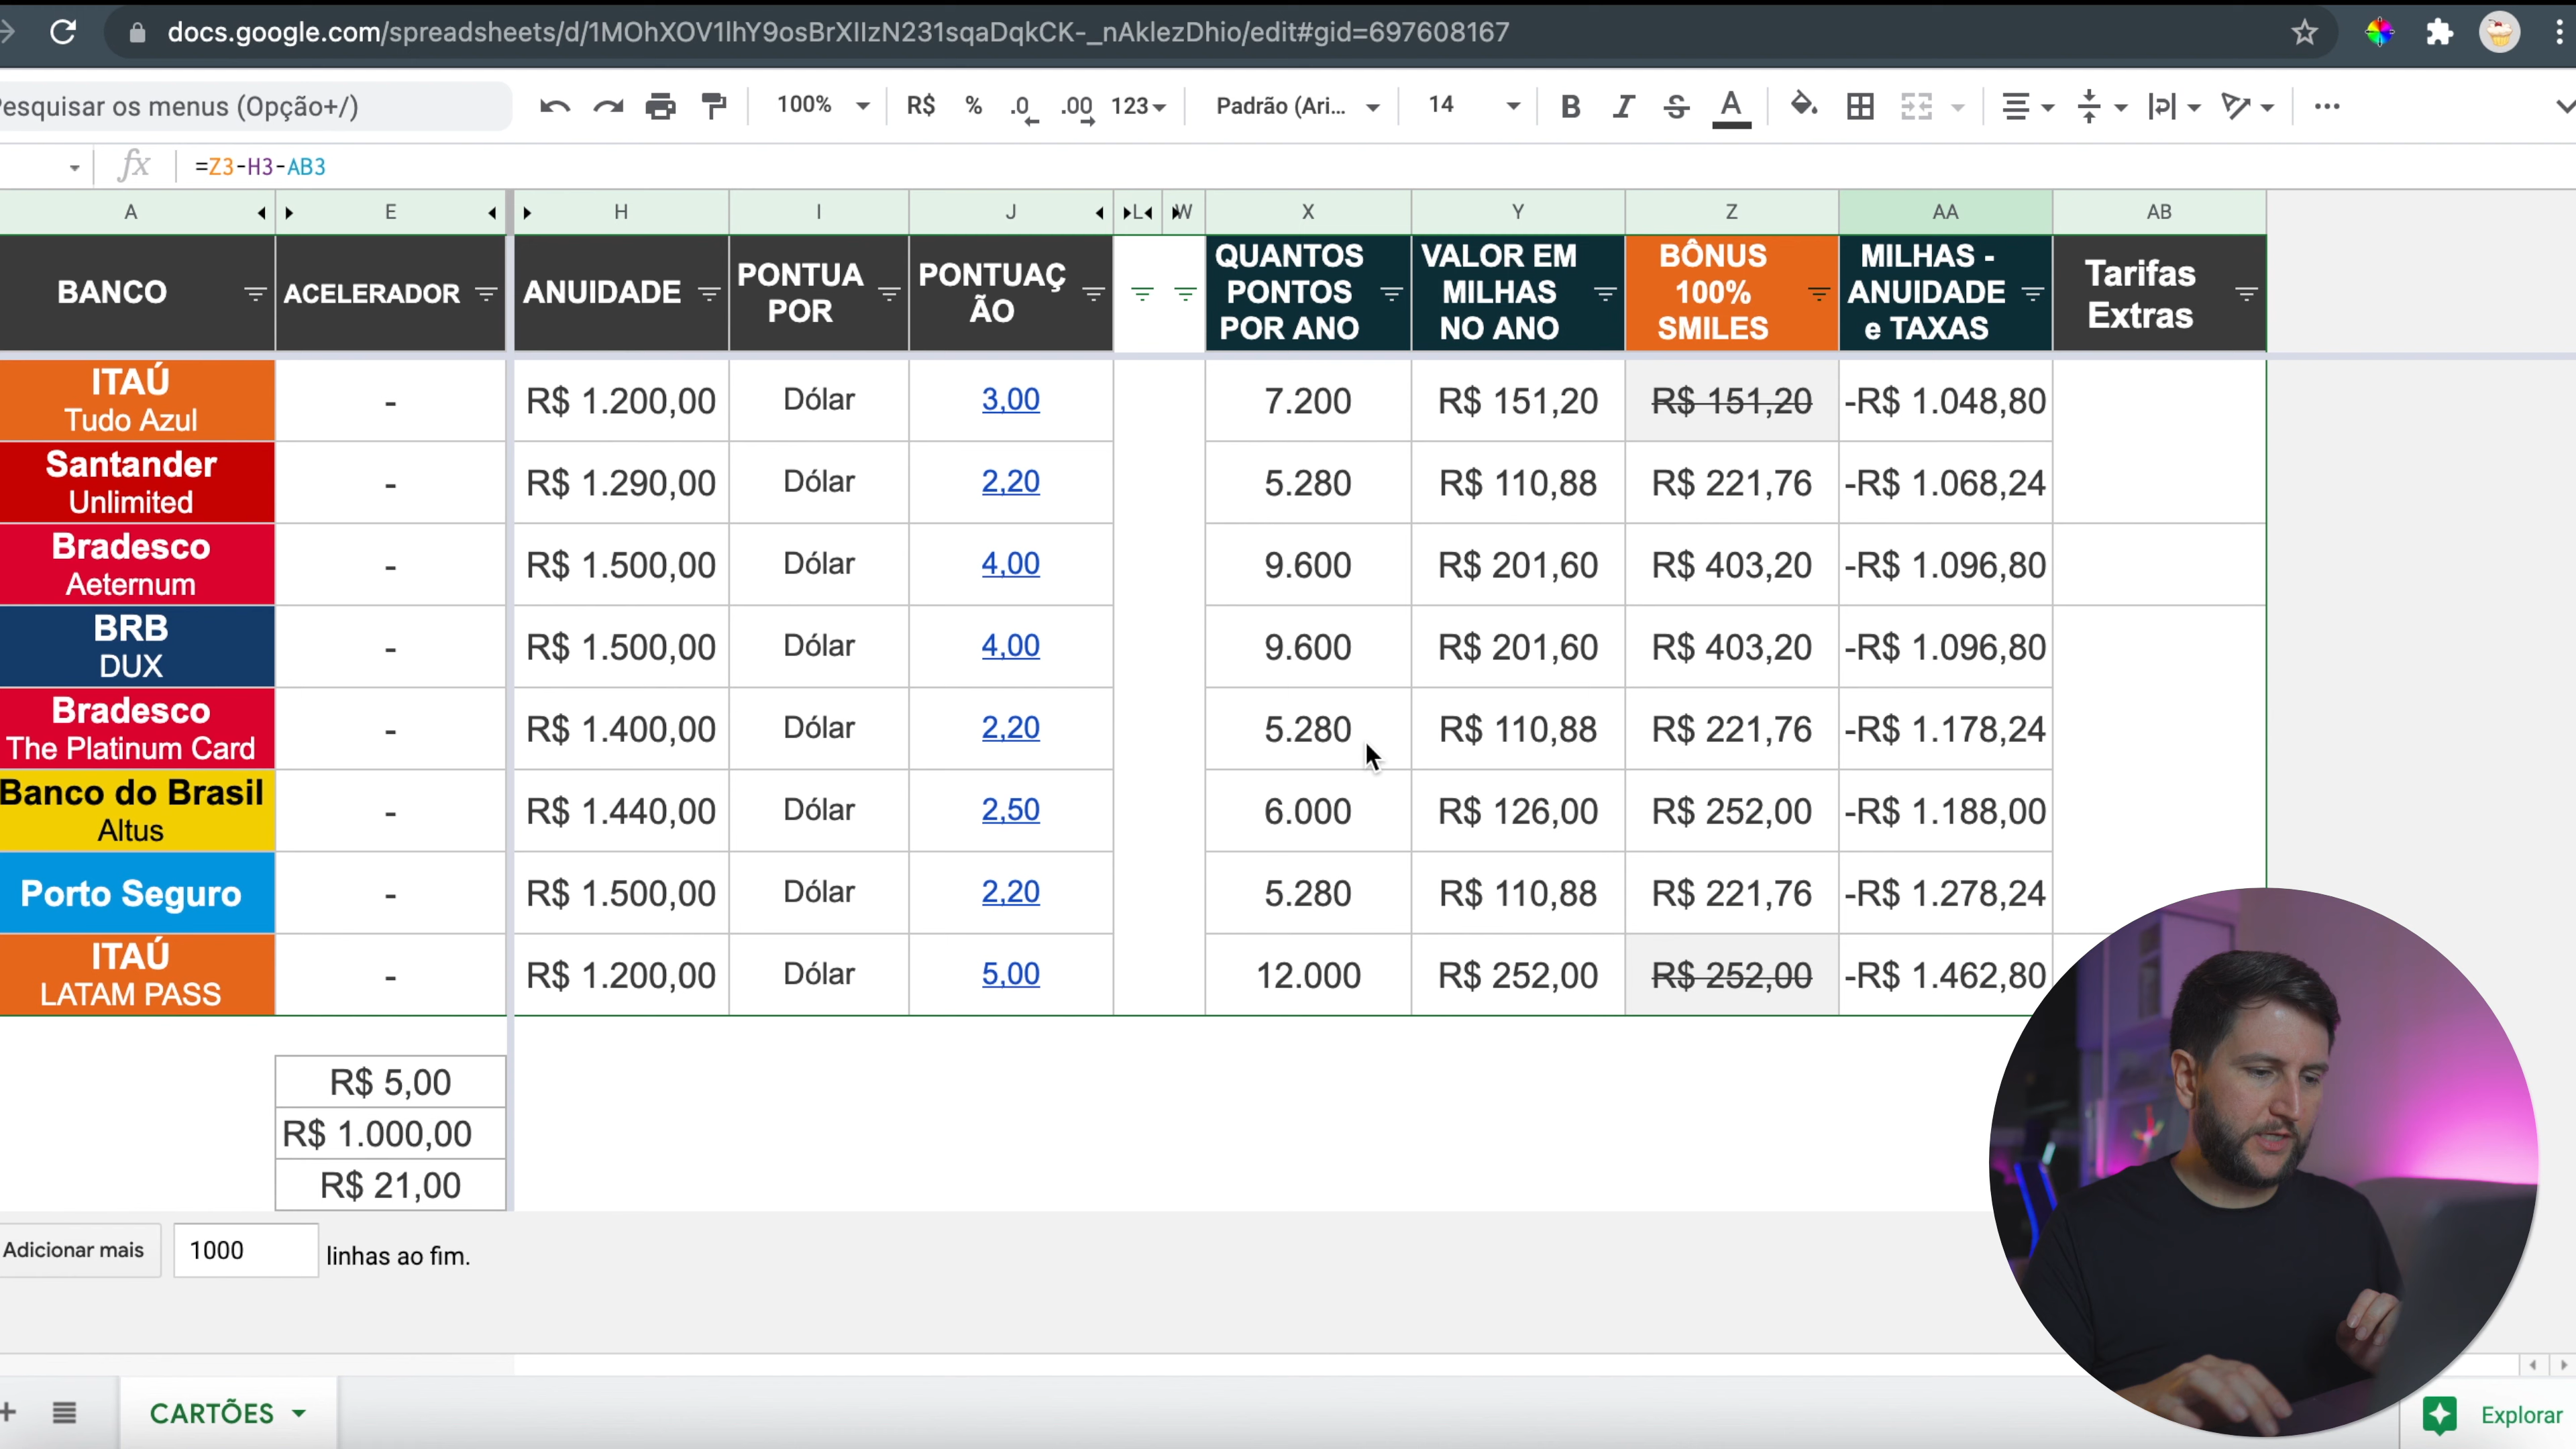 docs.google.com/spreadsheets/d/1MOhXOV1lhY9osBrXIIzN231sqaDqkCK-_nAklezDhio/edit#gid=697608167
esquisar os menus (Opção+/) 100% R$ % .0 .00 123 Padrão (Ari... 14 B I S A
fx =Z3-H3-AB3
A E H I J L W X Y Z AA AB
BANCO ACELERADOR ANUIDADE PONTUA POR PONTUAÇÃO QUANTOS PONTOS POR ANO VALOR EM MILHAS NO ANO BÔNUS 100% SMILES MILHAS - ANUIDADE e TAXAS Tarifas Extras
ITAÚ Tudo Azul - R$ 1.200,00 Dólar 3,00 7.200 R$ 151,20 R$ 151,20 -R$ 1.048,80
Santander Unlimited - R$ 1.290,00 Dólar 2,20 5.280 R$ 110,88 R$ 221,76 -R$ 1.068,24
Bradesco Aeternum - R$ 1.500,00 Dólar 4,00 9.600 R$ 201,60 R$ 403,20 -R$ 1.096,80
BRB DUX - R$ 1.500,00 Dólar 4,00 9.600 R$ 201,60 R$ 403,20 -R$ 1.096,80
Bradesco The Platinum Card - R$ 1.400,00 Dólar 2,20 5.280 R$ 110,88 R$ 221,76 -R$ 1.178,24
Banco do Brasil Altus - R$ 1.440,00 Dólar 2,50 6.000 R$ 126,00 R$ 252,00 -R$ 1.188,00
Porto Seguro - R$ 1.500,00 Dólar 2,20 5.280 R$ 110,88 R$ 221,76 -R$ 1.278,24
ITAÚ LATAM PASS - R$ 1.200,00 Dólar 5,00 12.000 R$ 252,00 R$ 252,00 -R$ 1.462,80
R$ 5,00
R$ 1.000,00
R$ 21,00
Adicionar mais 1000 linhas ao fim.
CARTÕES Explorar